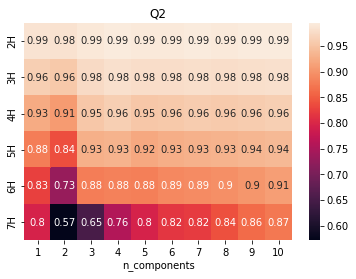 Q2
2H 0.99 0.98 0.99 0.99 0.99 0.99 0.99 0.99 0.99 0.99
3H 0.96 0.96 0.98 0.98 0.98 0.98 0.98 0.98 0.98 0.98
4H 0.93 0.91 0.95 0.96 0.95 0.96 0.96 0.96 0.96 0.96
5H 0.88 0.84 0.93 0.93 0.92 0.93 0.93 0.93 0.93 0.94
6H 0.83 0.73 0.88 0.88 0.88 0.89 0.89 0.9 0.9 0.91
7H 0.8 0.57 0.65 0.76 0.8 0.82 0.82 0.84 0.86 0.87
1 2 3 4 5 6 7 8 9 10
n_components
0.95
0.90
0.85
0.80
0.75
0.70
0.65
0.60